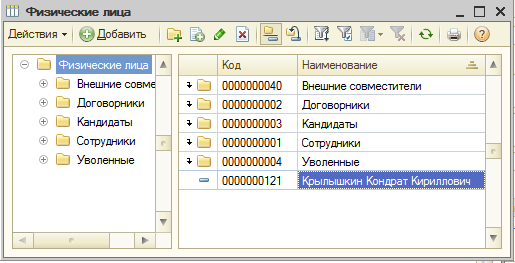 Физические лица
Действия Добавить
Физические лица
Внешние совме
Договорники
Кандидаты
Сотрудники
Уволенные
Код Наименование
0000000040 Внешние совместители
0000000002 Договорники
0000000003 Кандидаты
0000000001 Сотрудники
0000000004 Уволенные
0000000121 Крылышкин Кондрат Кириллович